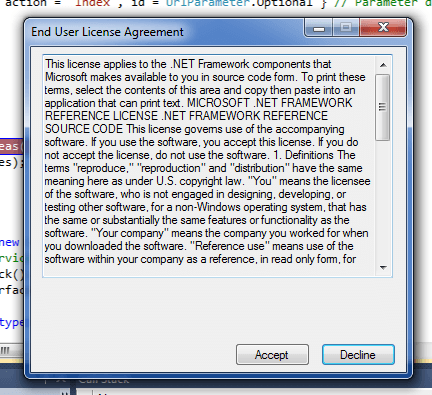 action = "Index", id = UrlParameter.Optional } // Parameter d
End User License Agreement
This license applies to the .NET Framework components that
Microsoft makes available to you in source code form. To print these
terms, select the contents of this area and copy then paste into an
application that can print text. MICROSOFT .NET FRAMEWORK
REFERENCE LICENSE .NET FRAMEWORK REFERENCE
SOURCE CODE This license governs use of the accompanying
software. If you use the software, you accept this license. If you do
not accept the license, do not use the software. 1. Definitions The
terms "reproduce," "reproduction" and "distribution" have the same
meaning here as under U.S. copyright law. "You" means the licensee
of the software, who is not engaged in designing, developing, or
testing other software, for a non-Windows operating system, that has
the same or substantially the same features or functionality as the
software. "Your company" means the company you worked for when
you downloaded the software. "Reference use" means use of the
software within your company as a reference, in read only form, for
eas(
es);
new
rvic
ck()
rfac
type
Accept
Decline
Call Stack